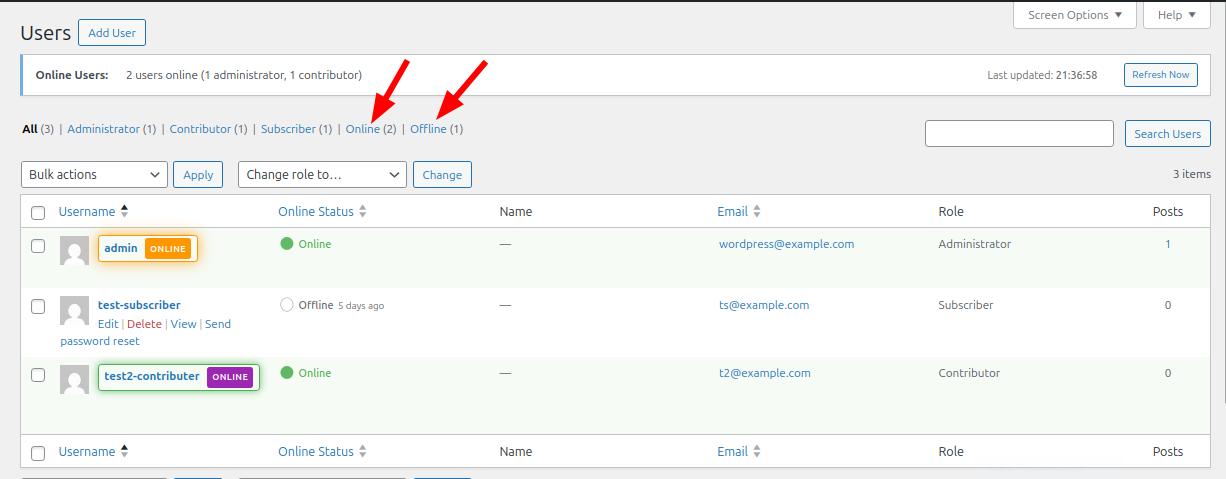 Screen Options ▼ Help ▼
Users Add User
Online Users: 2 users online (1 administrator, 1 contributor) Last updated: 21:36:58 Refresh Now
All (3) | Administrator (1) | Contributor (1) | Subscriber (1) | Online (2) | Offline (1)
Search Users
Bulk actions Apply Change role to... Change 3 items
Username Online Status Name Email Role Posts
admin ONLINE Online — wordpress@example.com Administrator 1
test-subscriber Offline 5 days ago — ts@example.com Subscriber 0
Edit | Delete | View | Send
password reset
test2-contributer ONLINE Online — t2@example.com Contributor 0
Username Online Status Name Email Role Posts